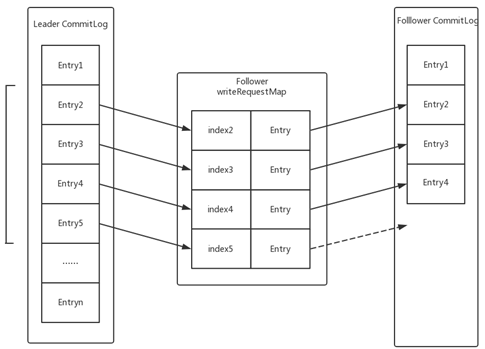 Leader CommitLog
Entry1
Entry2
Entry3
Entry4
Entry5
......
Entryn
Follower
writeRequestMap
index2 Entry
index3 Entry
index4 Entry
index5 Entry
Folllower CommitLog
Entry1
Entry2
Entry3
Entry4